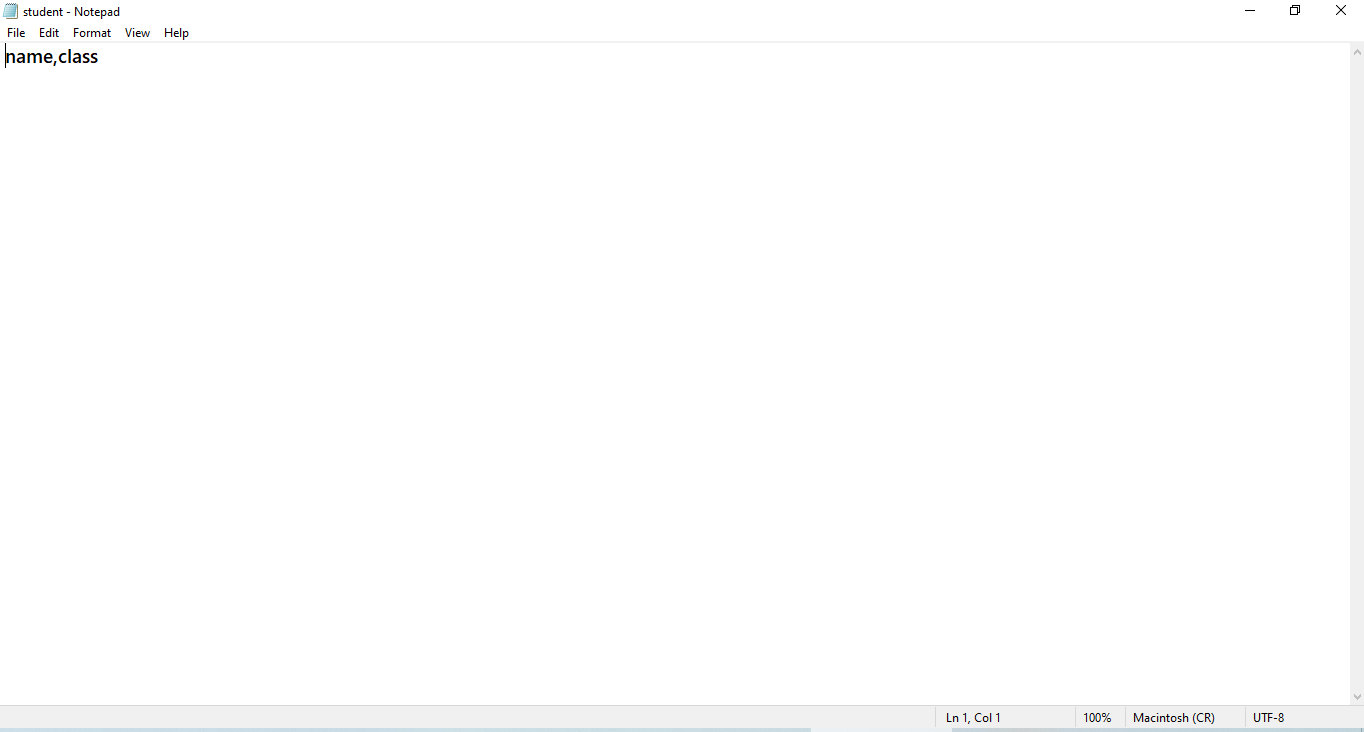 student - Notepad
File Edit Format View Help
name,class
Ln 1, Col 1 100% Macintosh (CR) UTF-8